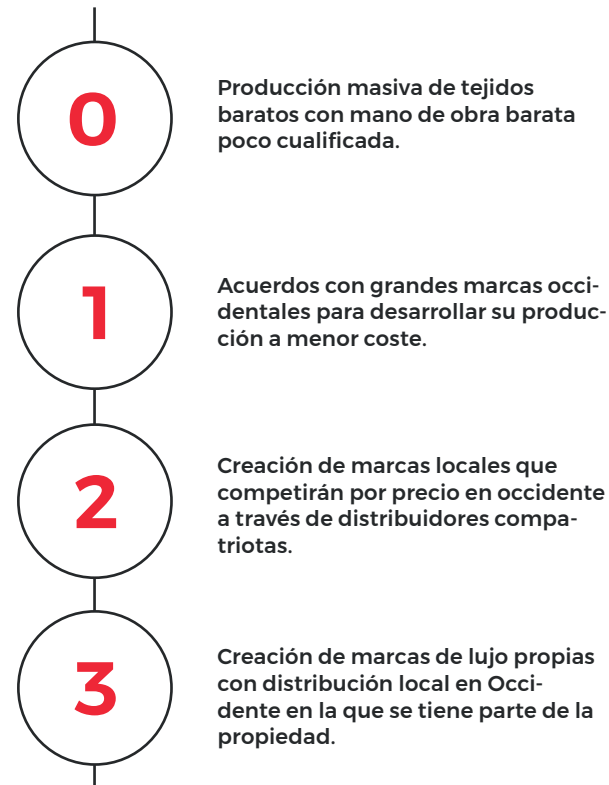 0
Producción masiva de tejidos
baratos con mano de obra barata
poco cualificada.
1
Acuerdos con grandes marcas occi-
dentales para desarrollar su produc-
ción a menor coste.
2
Creación de marcas locales que
competirán por precio en occidente
a través de distribuidores compa-
triotas.
3
Creación de marcas de lujo propias
con distribución local en Occi-
dente en la que se tiene parte de la
propiedad.